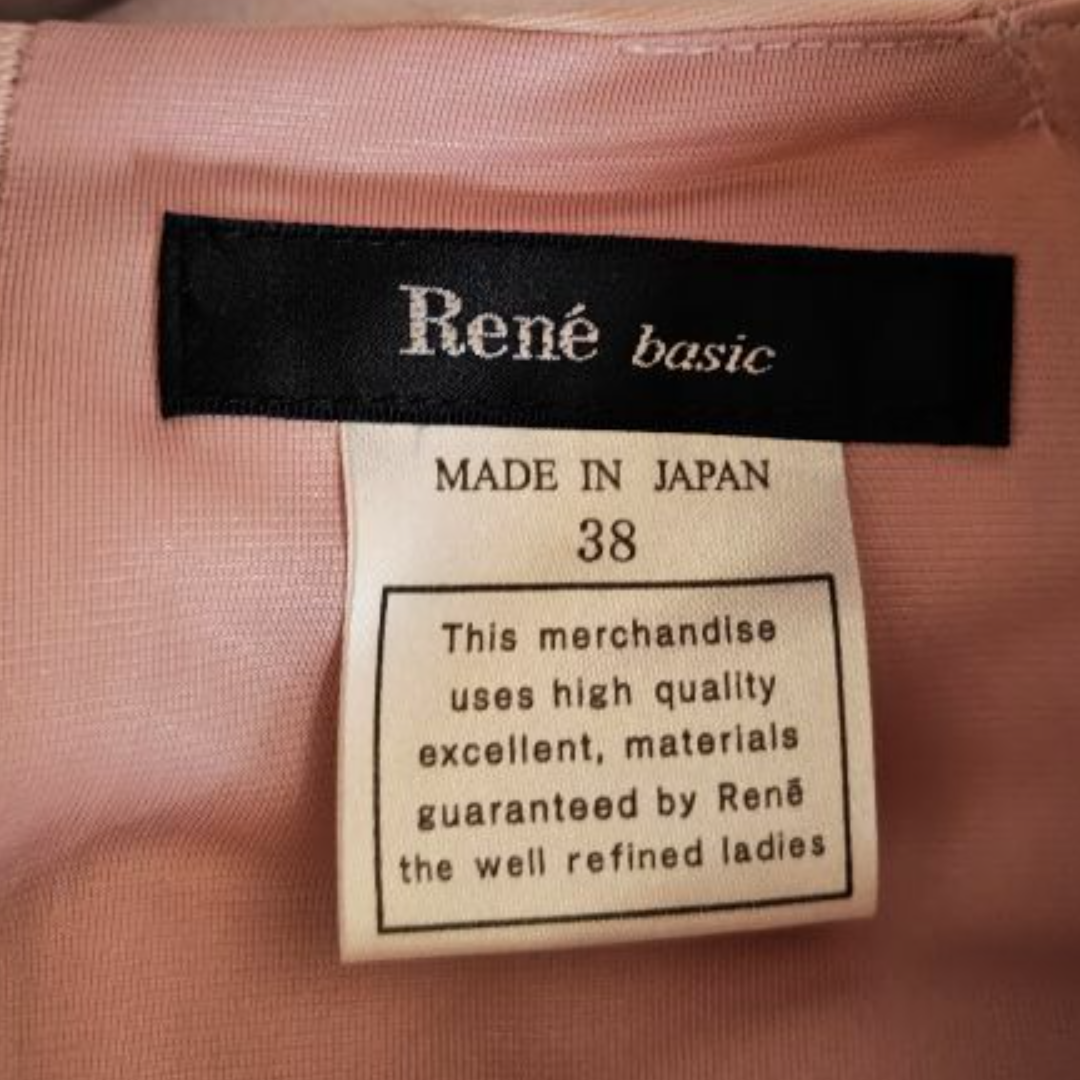 René basic
MADE IN JAPAN
38
This merchandise
uses high quality
excellent, materials
guaranteed by Renē
the well refined ladies